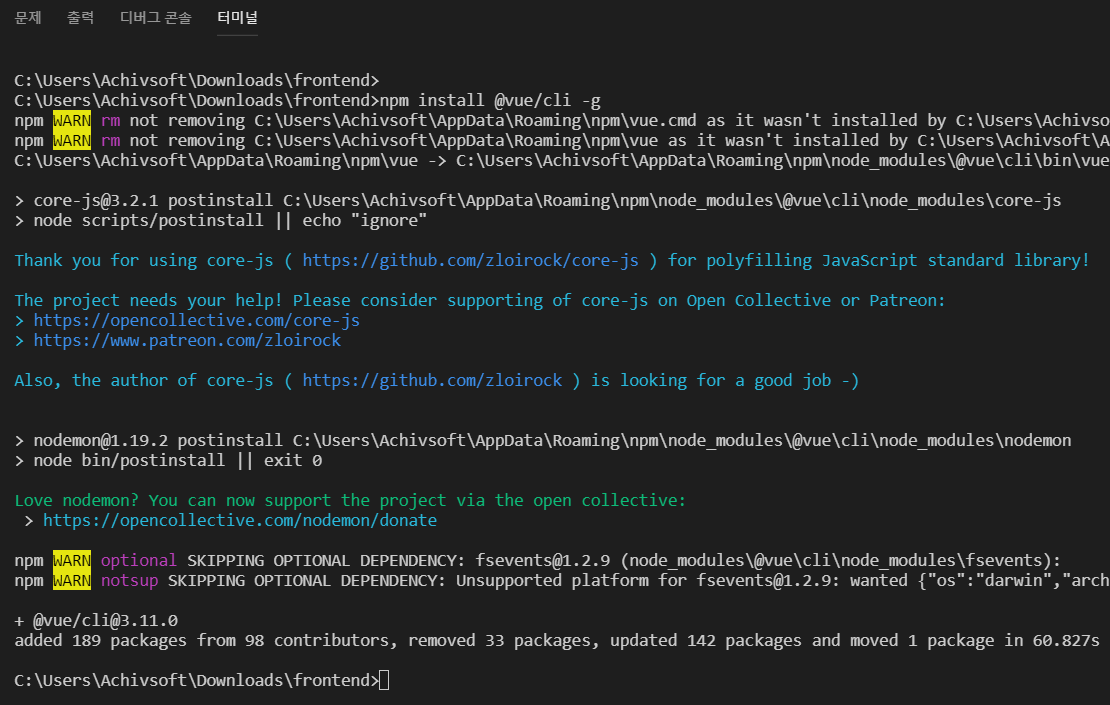 문제 출력 디버그 콘솔 터미널
C:\Users\Achivsoft\Downloads\frontend>
C:\Users\Achivsoft\Downloads\frontend>npm install @vue/cli -g
npm WARN rm not removing C:\Users\Achivsoft\AppData\Roaming\npm\vue.cmd as it wasn't installed by C:\Users\Achivso
npm WARN rm not removing C:\Users\Achivsoft\AppData\Roaming\npm\vue as it wasn't installed by C:\Users\Achivsoft\A
C:\Users\Achivsoft\AppData\Roaming\npm\vue -> C:\Users\Achivsoft\AppData\Roaming\npm\node_modules\@vue\cli\bin\vue
> core-js@3.2.1 postinstall C:\Users\Achivsoft\AppData\Roaming\npm\node_modules\@vue\cli\node_modules\core-js
> node scripts/postinstall || echo "ignore"
Thank you for using core-js ( https://github.com/zloirock/core-js ) for polyfilling JavaScript standard library!
The project needs your help! Please consider supporting of core-js on Open Collective or Patreon:
> https://opencollective.com/core-js
> https://www.patreon.com/zloirock
Also, the author of core-js ( https://github.com/zloirock ) is looking for a good job -)
> nodemon@1.19.2 postinstall C:\Users\Achivsoft\AppData\Roaming\npm\node_modules\@vue\cli\node_modules\nodemon
> node bin/postinstall || exit 0
Love nodemon? You can now support the project via the open collective:
> https://opencollective.com/nodemon/donate
npm WARN optional SKIPPING OPTIONAL DEPENDENCY: fsevents@1.2.9 (node_modules\@vue\cli\node_modules\fsevents):
npm WARN notsup SKIPPING OPTIONAL DEPENDENCY: Unsupported platform for fsevents@1.2.9: wanted {"os":"darwin","arch
+ @vue/cli@3.11.0
added 189 packages from 98 contributors, removed 33 packages, updated 142 packages and moved 1 package in 60.827s
C:\Users\Achivsoft\Downloads\frontend>